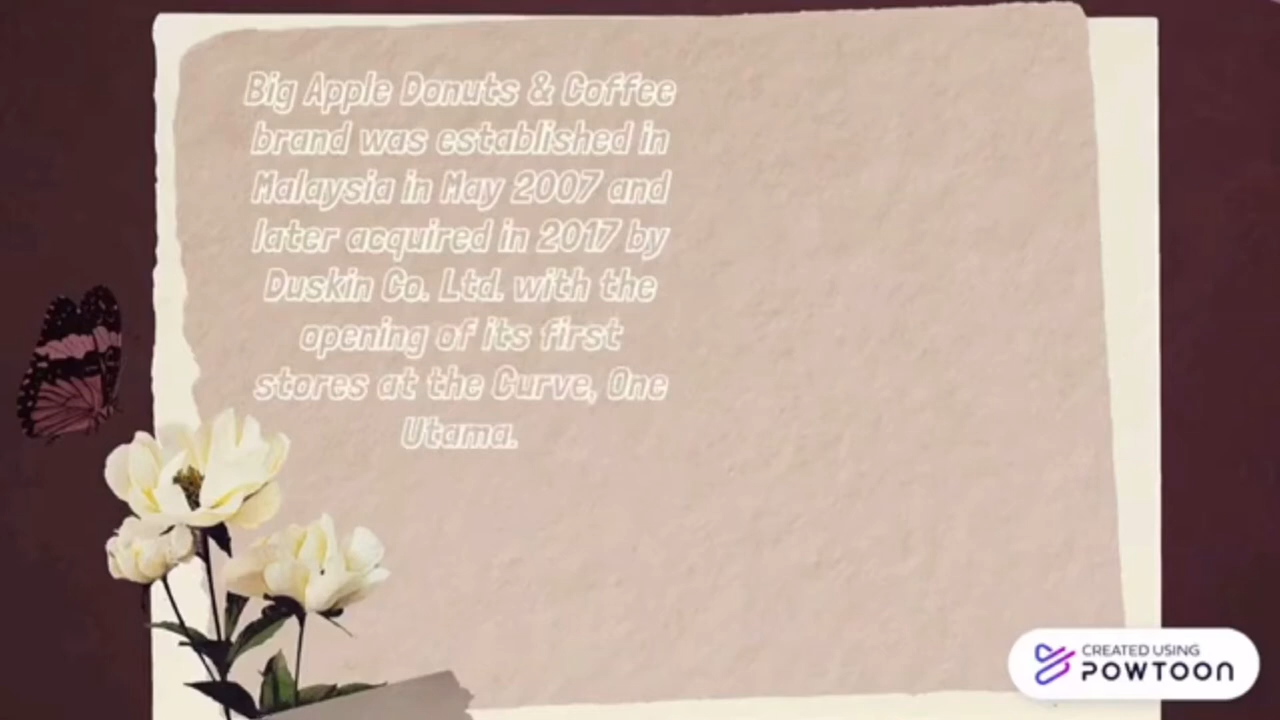 Big Apple Donuts & Coffee
brand was established in
Malaysia in May 2007 and
later acquired in 2017 by
Duskin Co. Ltd. with the
opening of its first
stores at the Curve, One
Utama.
CREATED USING
POWTOON